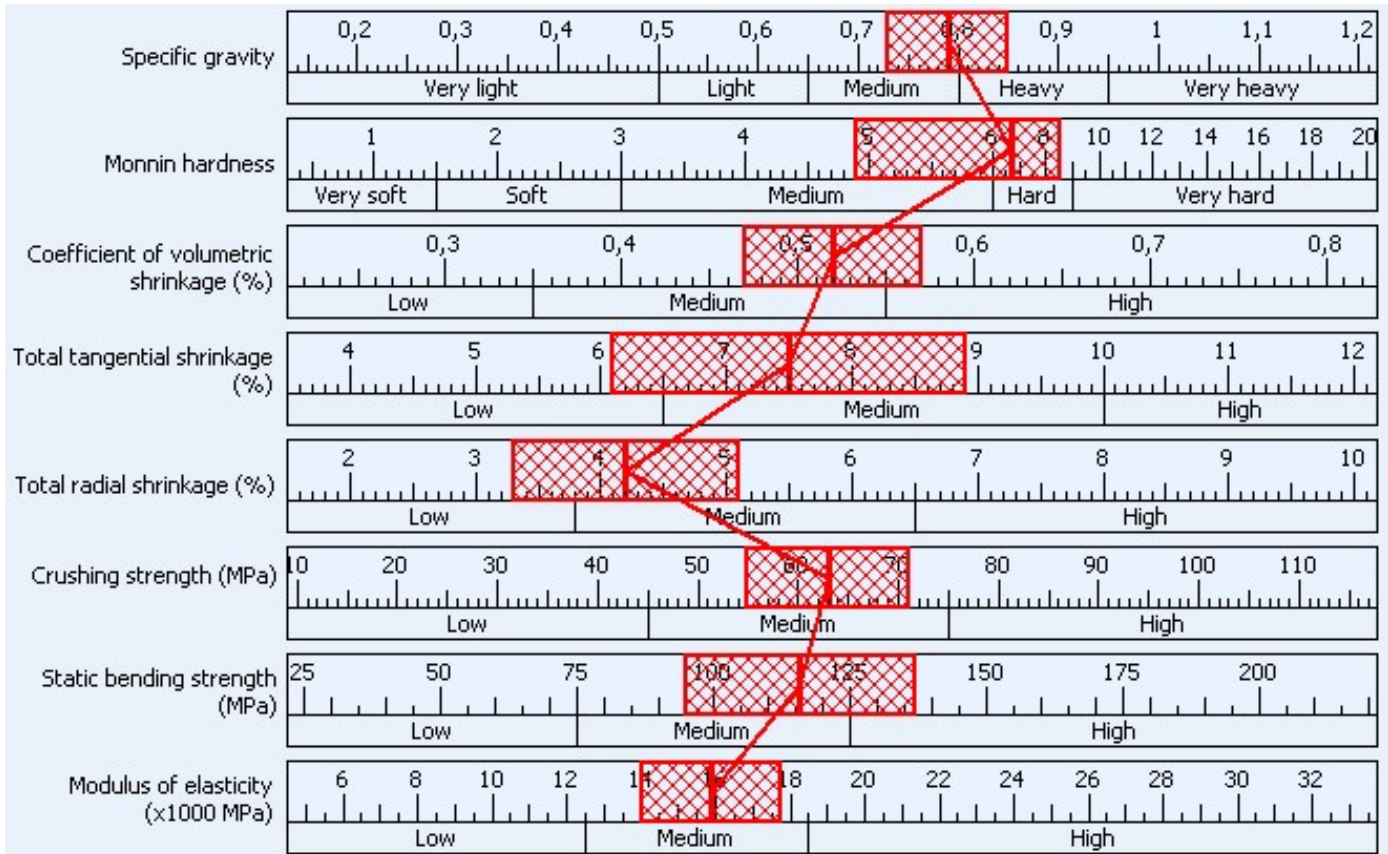 0,2 0,3 0,4 0,5 0,6 0,7 0,8 0,9 1 1,1 1,2
Specific gravity
Very light Light Medium Heavy Very heavy
1 2 3 4 5 6 8 10 12 14 16 18 20
Monnin hardness
Very soft Soft Medium Hard Very hard
0,3 0,4 0,5 0,6 0,7 0,8
Coefficient of volumetric
shrinkage (%)
Low Medium High
4 5 6 7 8 9 10 11 12
Total tangential shrinkage
(%)
Low Medium High
2 3 4 5 6 7 8 9 10
Total radial shrinkage (%)
Low Medium High
10 20 30 40 50 60 70 80 90 100 110
Crushing strength (MPa)
Low Medium High
25 50 75 100 125 150 175 200
Static bending strength
(MPa)
Low Medium High
6 8 10 12 14 16 18 20 22 24 26 28 30 32
Modulus of elasticity
(x1000 MPa)
Low Medium High